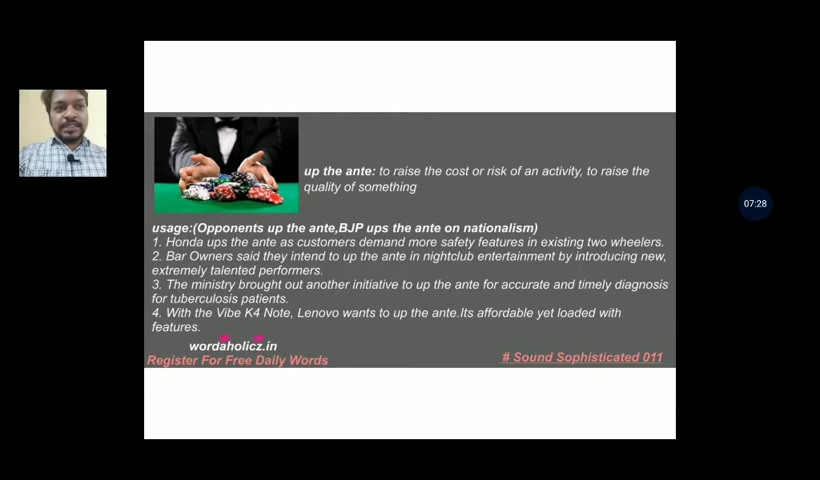 up the ante: to raise the cost or risk of an activity, to raise the
quality of something
07:28
usage:(Opponents up the ante,BJP ups the ante on nationalism)
1. Honda ups the ante as customers demand more safety features in existing two wheelers.
2. Bar Owners said they intend to up the ante in nightclub entertainment by introducing new,
extremely talented performers.
3. The ministry brought out another initiative to up the ante for accurate and timely diagnosis
for tuberculosis patients.
4. With the Vibe K4 Note, Lenovo wants to up the ante.Its affordable yet loaded with
features.
wordaholicz.in
Register For Free Daily Words
# Sound Sophisticated 011